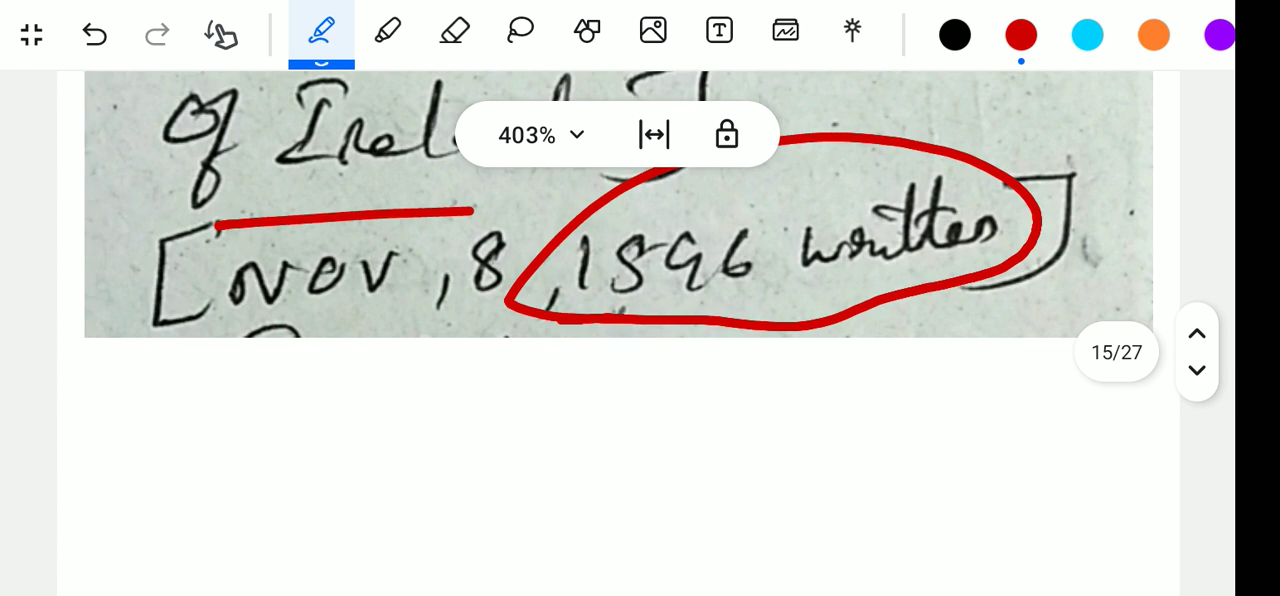 403%
of Irel
[Nov, 8, 1896 written]
15/27